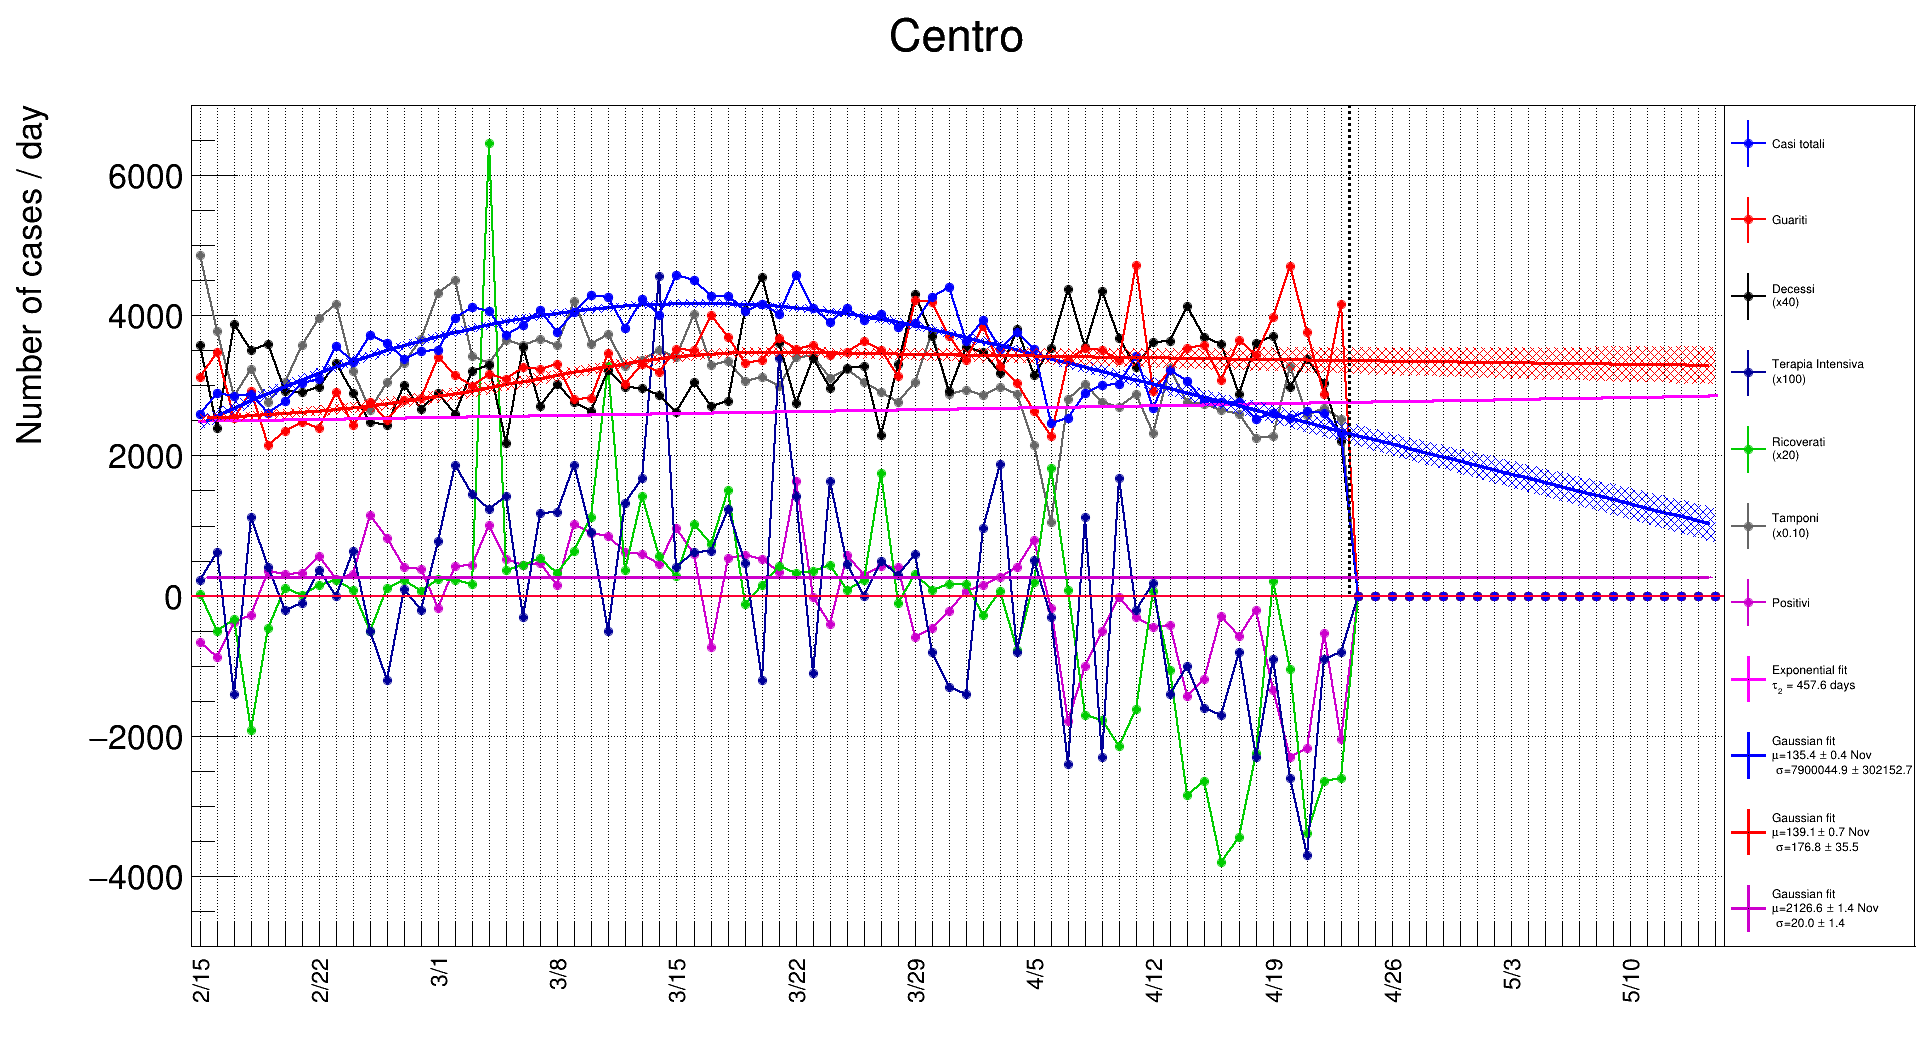 Centro
Number of cases / day
6000
4000
2000
0
−2000
−4000
2/15
2/22
3/1
3/8
3/15
3/22
3/29
4/5
4/12
4/19
4/26
5/3
5/10
Casi totali
Guariti
Decessi
(x40)
Terapia Intensiva
(x100)
Ricoverati
(x20)
Tamponi
(x0.10)
Positivi
Exponential fit
τ2 = 457.6 days
Gaussian fit
μ=135.4 ± 0.4 Nov
σ=7900044.9 ± 302152.7
Gaussian fit
μ=139.1 ± 0.7 Nov
σ=176.8 ± 35.5
Gaussian fit
μ=2126.6 ± 1.4 Nov
σ=20.0 ± 1.4